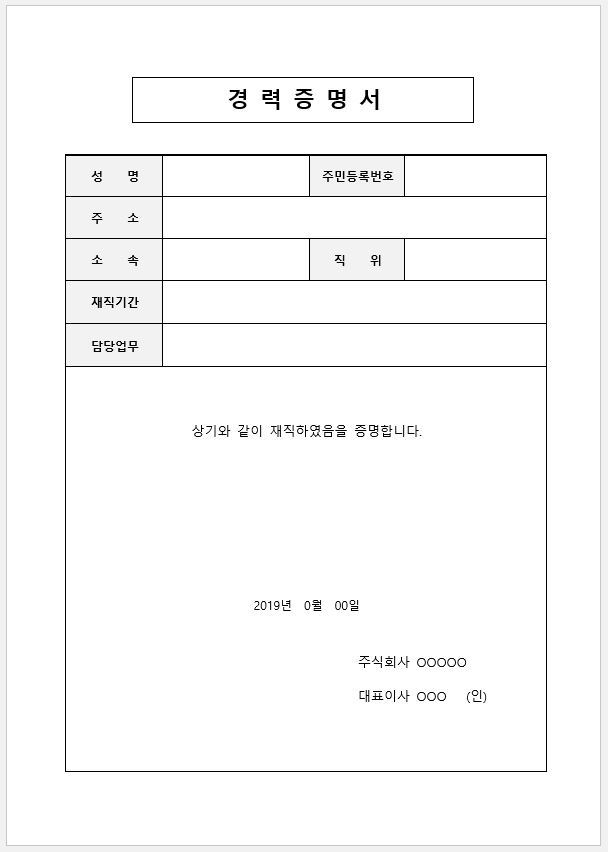 경 력 증 명 서
성 명 주민등록번호
주 소
소 속 직 위
재직기간
담당업무
상기와 같이 재직하였음을 증명합니다.
2019년 0월 00일
주식회사 OOOOO
대표이사 OOO (인)